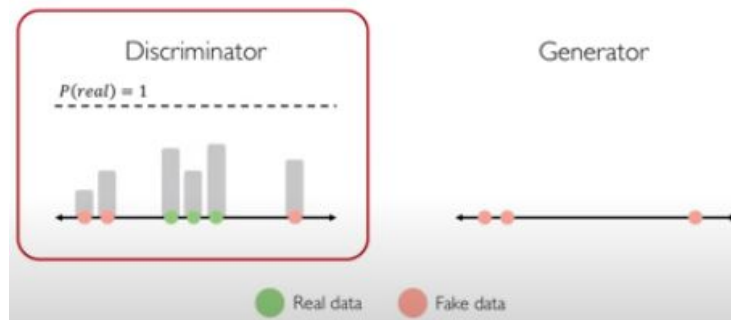 Discriminator
Generator
P(real) = 1
Real data
Fake data